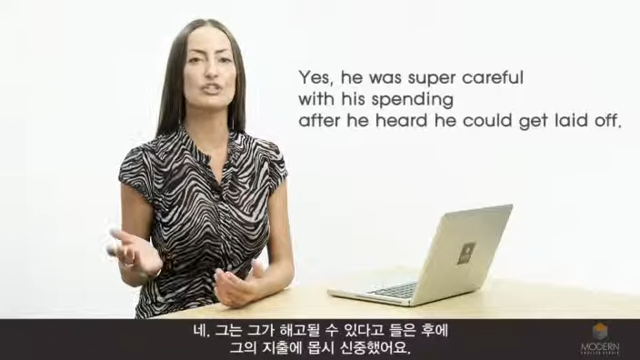 Yes, he was super careful
with his spending
after he heard he could get laid off.
네, 그는 그가 해고될 수 있다고 들은 후에
그의 지출에 몹시 신중했어요.
MODERN